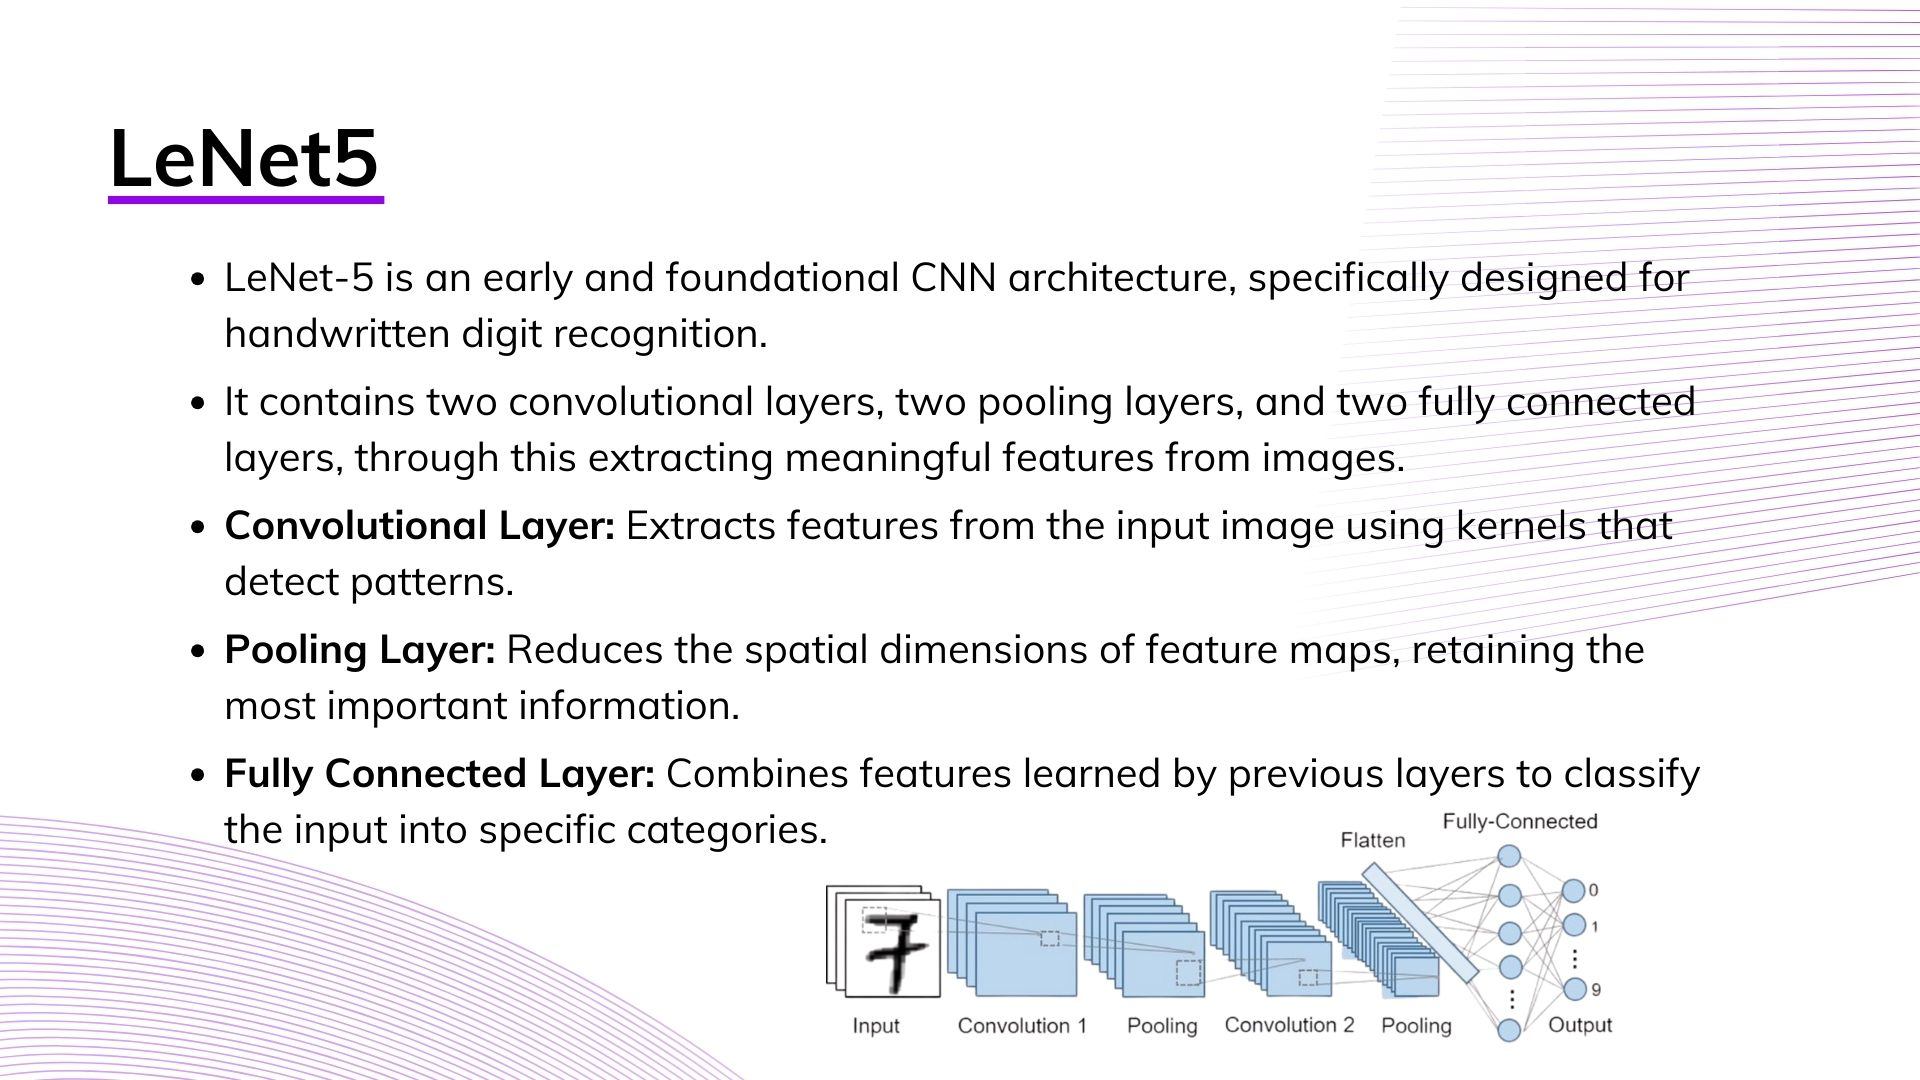 LeNet5
• LeNet-5 is an early and foundational CNN architecture, specifically designed for
handwritten digit recognition.
• It contains two convolutional layers, two pooling layers, and two fully connected
layers, through this extracting meaningful features from images.
• Convolutional Layer: Extracts features from the input image using kernels that
detect patterns.
• Pooling Layer: Reduces the spatial dimensions of feature maps, retaining the
most important information.
• Fully Connected Layer: Combines features learned by previous layers to classify
the input into specific categories.
Fully-Connected
Flatten
0
1
9
7
Input
Convolution 1
Pooling
Convolution 2
Pooling
Output